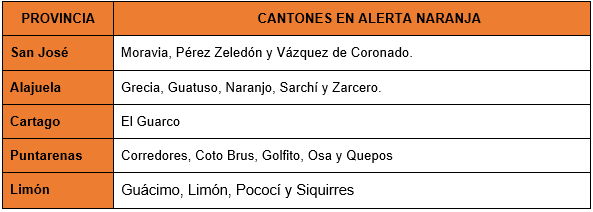 PROVINCIA CANTONES EN ALERTA NARANJA
San José Moravia, Pérez Zeledón y Vázquez de Coronado.
Alajuela Grecia, Guatuso, Naranjo, Sarchí y Zarcero.
Cartago El Guarco
Puntarenas Corredores, Coto Brus, Golfito, Osa y Quepos
Limón Guácimo, Limón, Pococí y Siquirres